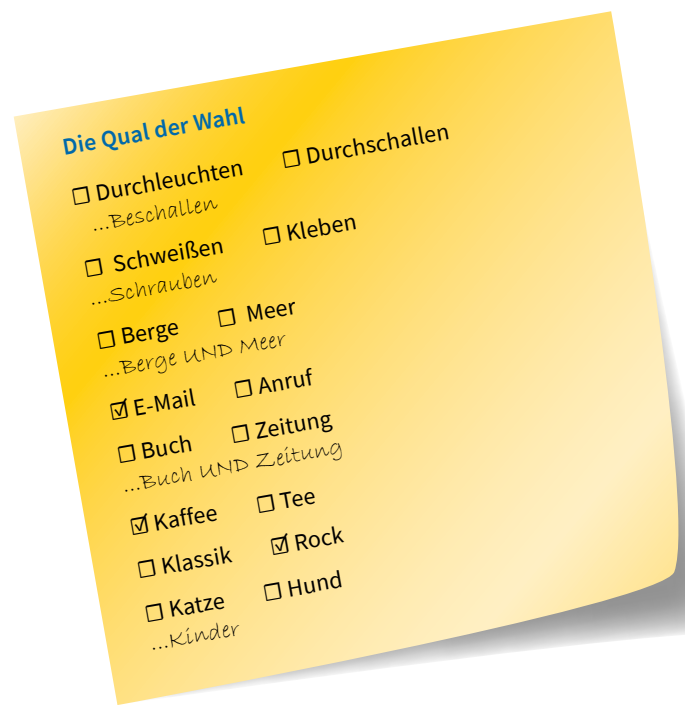 Die Qual der Wahl
☐ Durchleuchten ☐ Durchschallen
...Beschallen
☐ Schweißen ☐ Kleben
...Schrauben
☐ Berge ☐ Meer
...Berge UND Meer
☑ E-Mail ☐ Anruf
☐ Buch ☐ Zeitung
...Buch UND Zeitung
☑ Kaffee ☐ Tee
☐ Klassik ☑ Rock
☐ Katze ☐ Hund
...Kinder